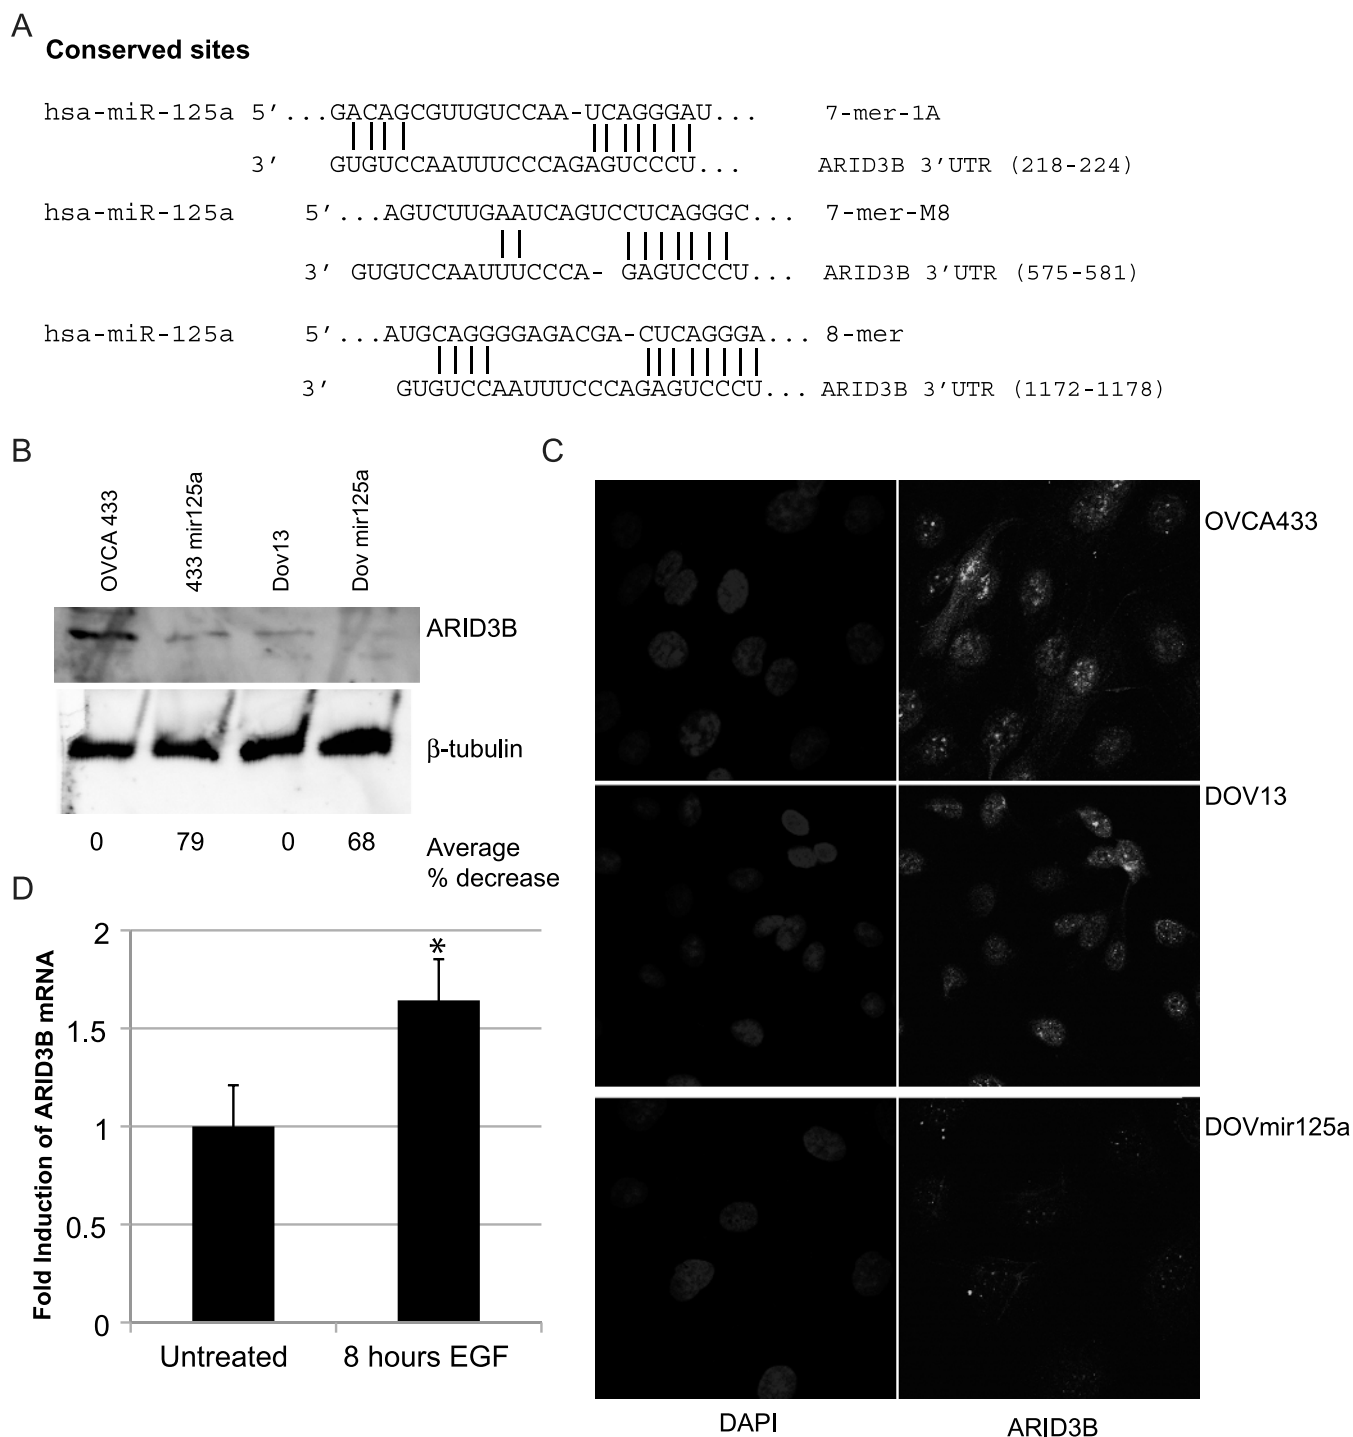 A
Conserved sites
hsa-miR-125a 5'...GACAGCGUUGUCCAA-UCAGGGAU... 7-mer-1A
3' GUGUCCAAUUUCCCAGAGUCCCU... ARID3B 3'UTR (218-224)
hsa-miR-125a 5'...AGUCUUGAAUCAGUCCUCAGGGC... 7-mer-M8
3' GUGUCCAAUUUCCCA- GAGUCCCU... ARID3B 3'UTR (575-581)
hsa-miR-125a 5'...AUGCAGGGGAGACGA-CUCAGGGA... 8-mer
3' GUGUCCAAUUUCCCAGAGUCCCU... ARID3B 3'UTR (1172-1178)
B
OVCA 433
433 mir125a
Dov13
Dov mir125a
ARID3B
β-tubulin
0 79 0 68 Average
% decrease
C
OVCA433
DOV13
DOVmir125a
DAPI
ARID3B
D
Fold Induction of ARID3B mRNA
2
1.5
1
0.5
0
*
Untreated
8 hours EGF